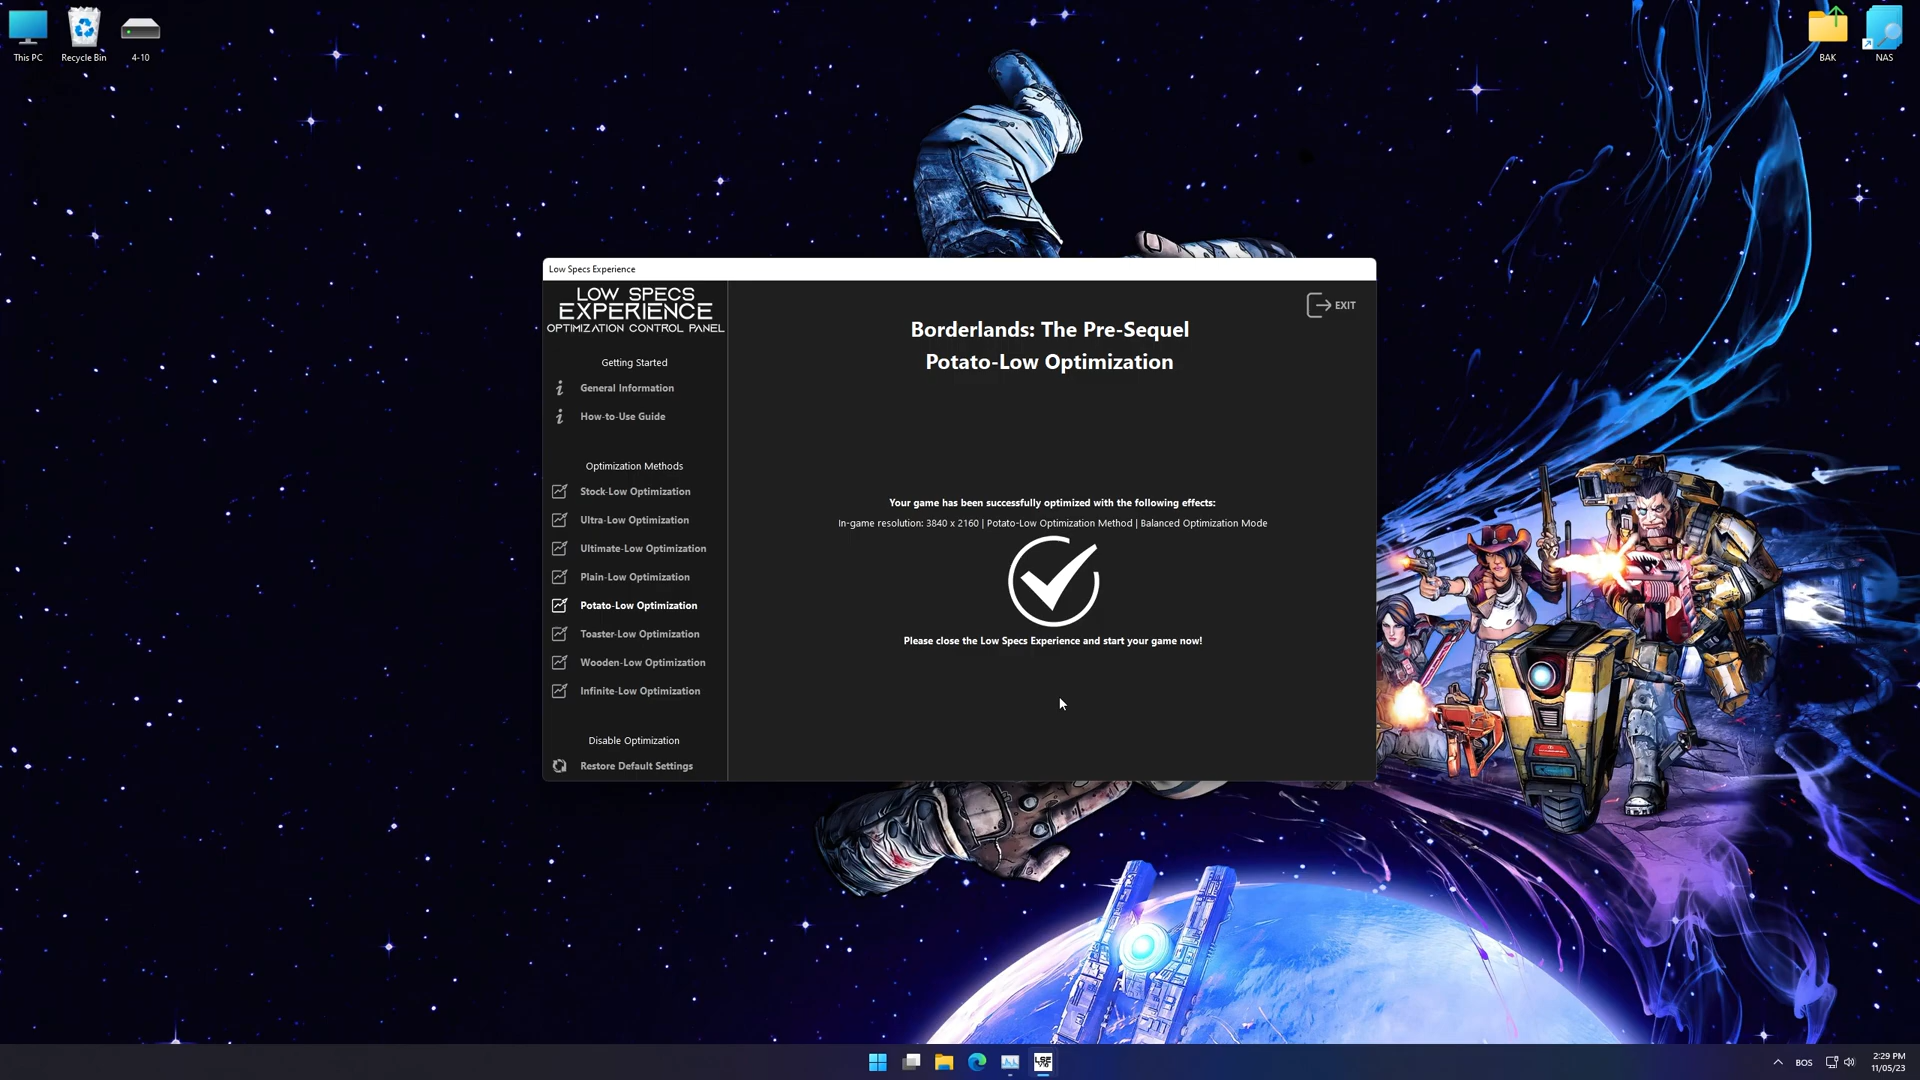 This PC
Recycle Bin
4-10
BAK
NAS
Low Specs Experience
LOW SPECS
EXPERIENCE
OPTIMIZATION CONTROL PANEL
Getting Started
General Information
How-to-Use Guide
Optimization Methods
Stock-Low Optimization
Ultra-Low Optimization
Ultimate-Low Optimization
Plain-Low Optimization
Potato-Low Optimization
Toaster-Low Optimization
Wooden-Low Optimization
Infinite-Low Optimization
Disable Optimization
Restore Default Settings
EXIT
Borderlands: The Pre-Sequel
Potato-Low Optimization
Your game has been successfully optimized with the following effects:
In-game resolution: 3840 x 2160 | Potato-Low Optimization Method | Balanced Optimization Mode
Please close the Low Specs Experience and start your game now!
LSE
BOS
2:29 PM
11/05/23